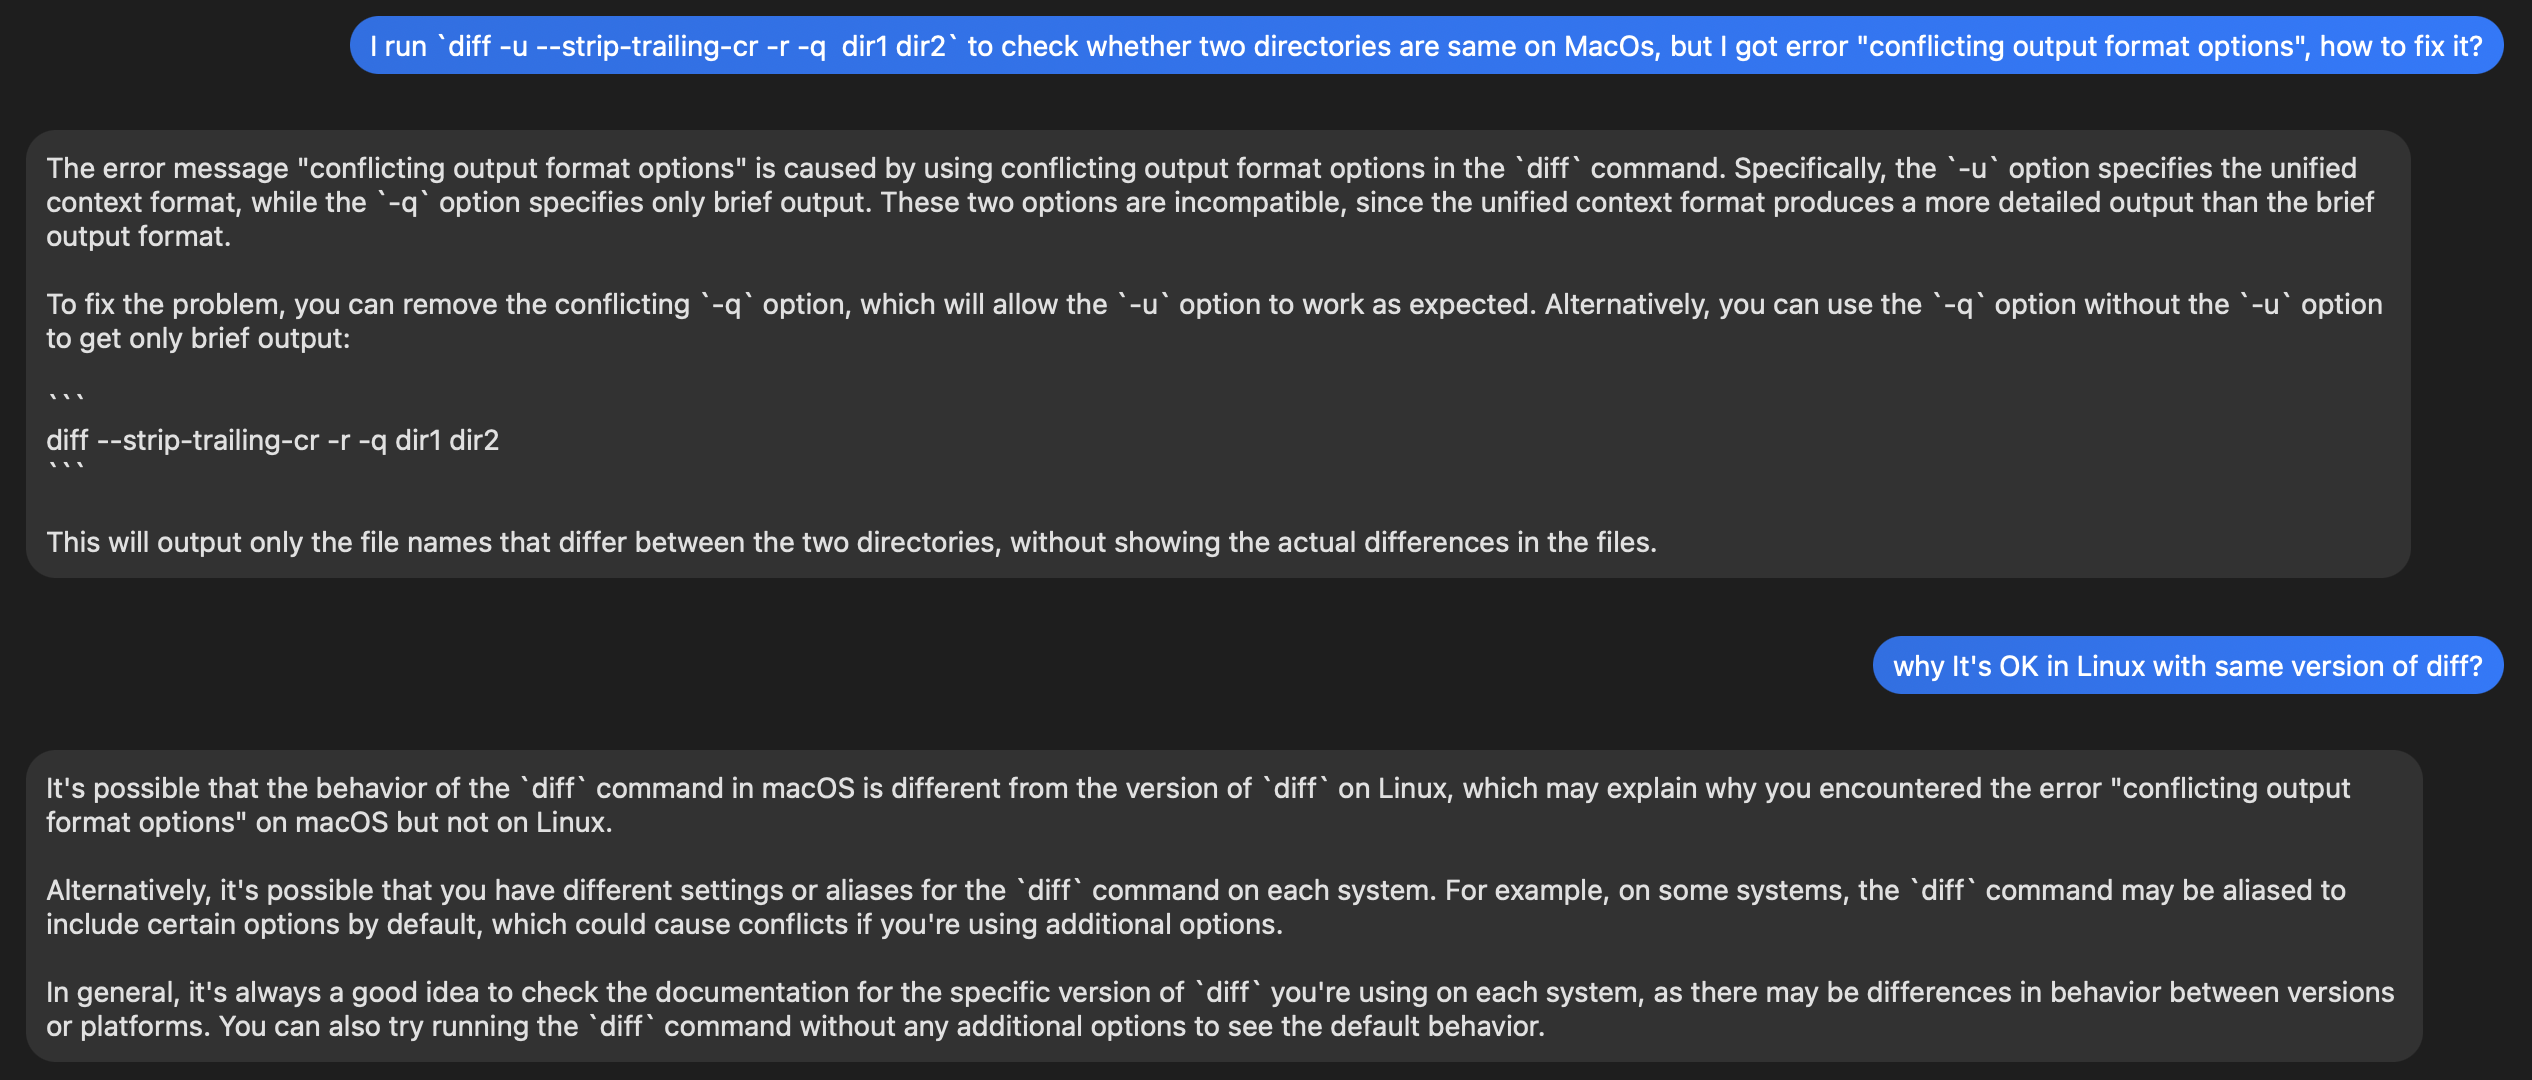 I run `diff -u --strip-trailing-cr -r -q  dir1 dir2` to check whether two directories are same on MacOs, but I got error "conflicting output format options", how to fix it?
The error message "conflicting output format options" is caused by using conflicting output format options in the `diff` command. Specifically, the `-u` option specifies the unified
context format, while the `-q` option specifies only brief output. These two options are incompatible, since the unified context format produces a more detailed output than the brief
output format.
To fix the problem, you can remove the conflicting `-q` option, which will allow the `-u` option to work as expected. Alternatively, you can use the `-q` option without the `-u` option
to get only brief output:
```
diff --strip-trailing-cr -r -q dir1 dir2
```
This will output only the file names that differ between the two directories, without showing the actual differences in the files.
why It's OK in Linux with same version of diff?
It's possible that the behavior of the `diff` command in macOS is different from the version of `diff` on Linux, which may explain why you encountered the error "conflicting output
format options" on macOS but not on Linux.
Alternatively, it's possible that you have different settings or aliases for the `diff` command on each system. For example, on some systems, the `diff` command may be aliased to
include certain options by default, which could cause conflicts if you're using additional options.
In general, it's always a good idea to check the documentation for the specific version of `diff` you're using on each system, as there may be differences in behavior between versions
or platforms. You can also try running the `diff` command without any additional options to see the default behavior.